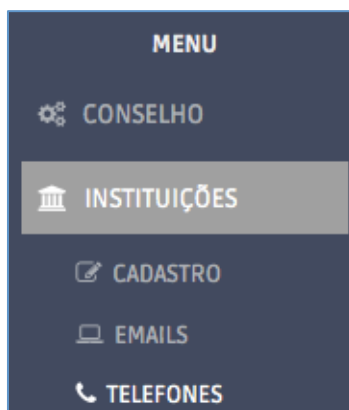 MENU
CONSELHO
INSTITUIÇÕES
CADASTRO
EMAILS
TELEFONES